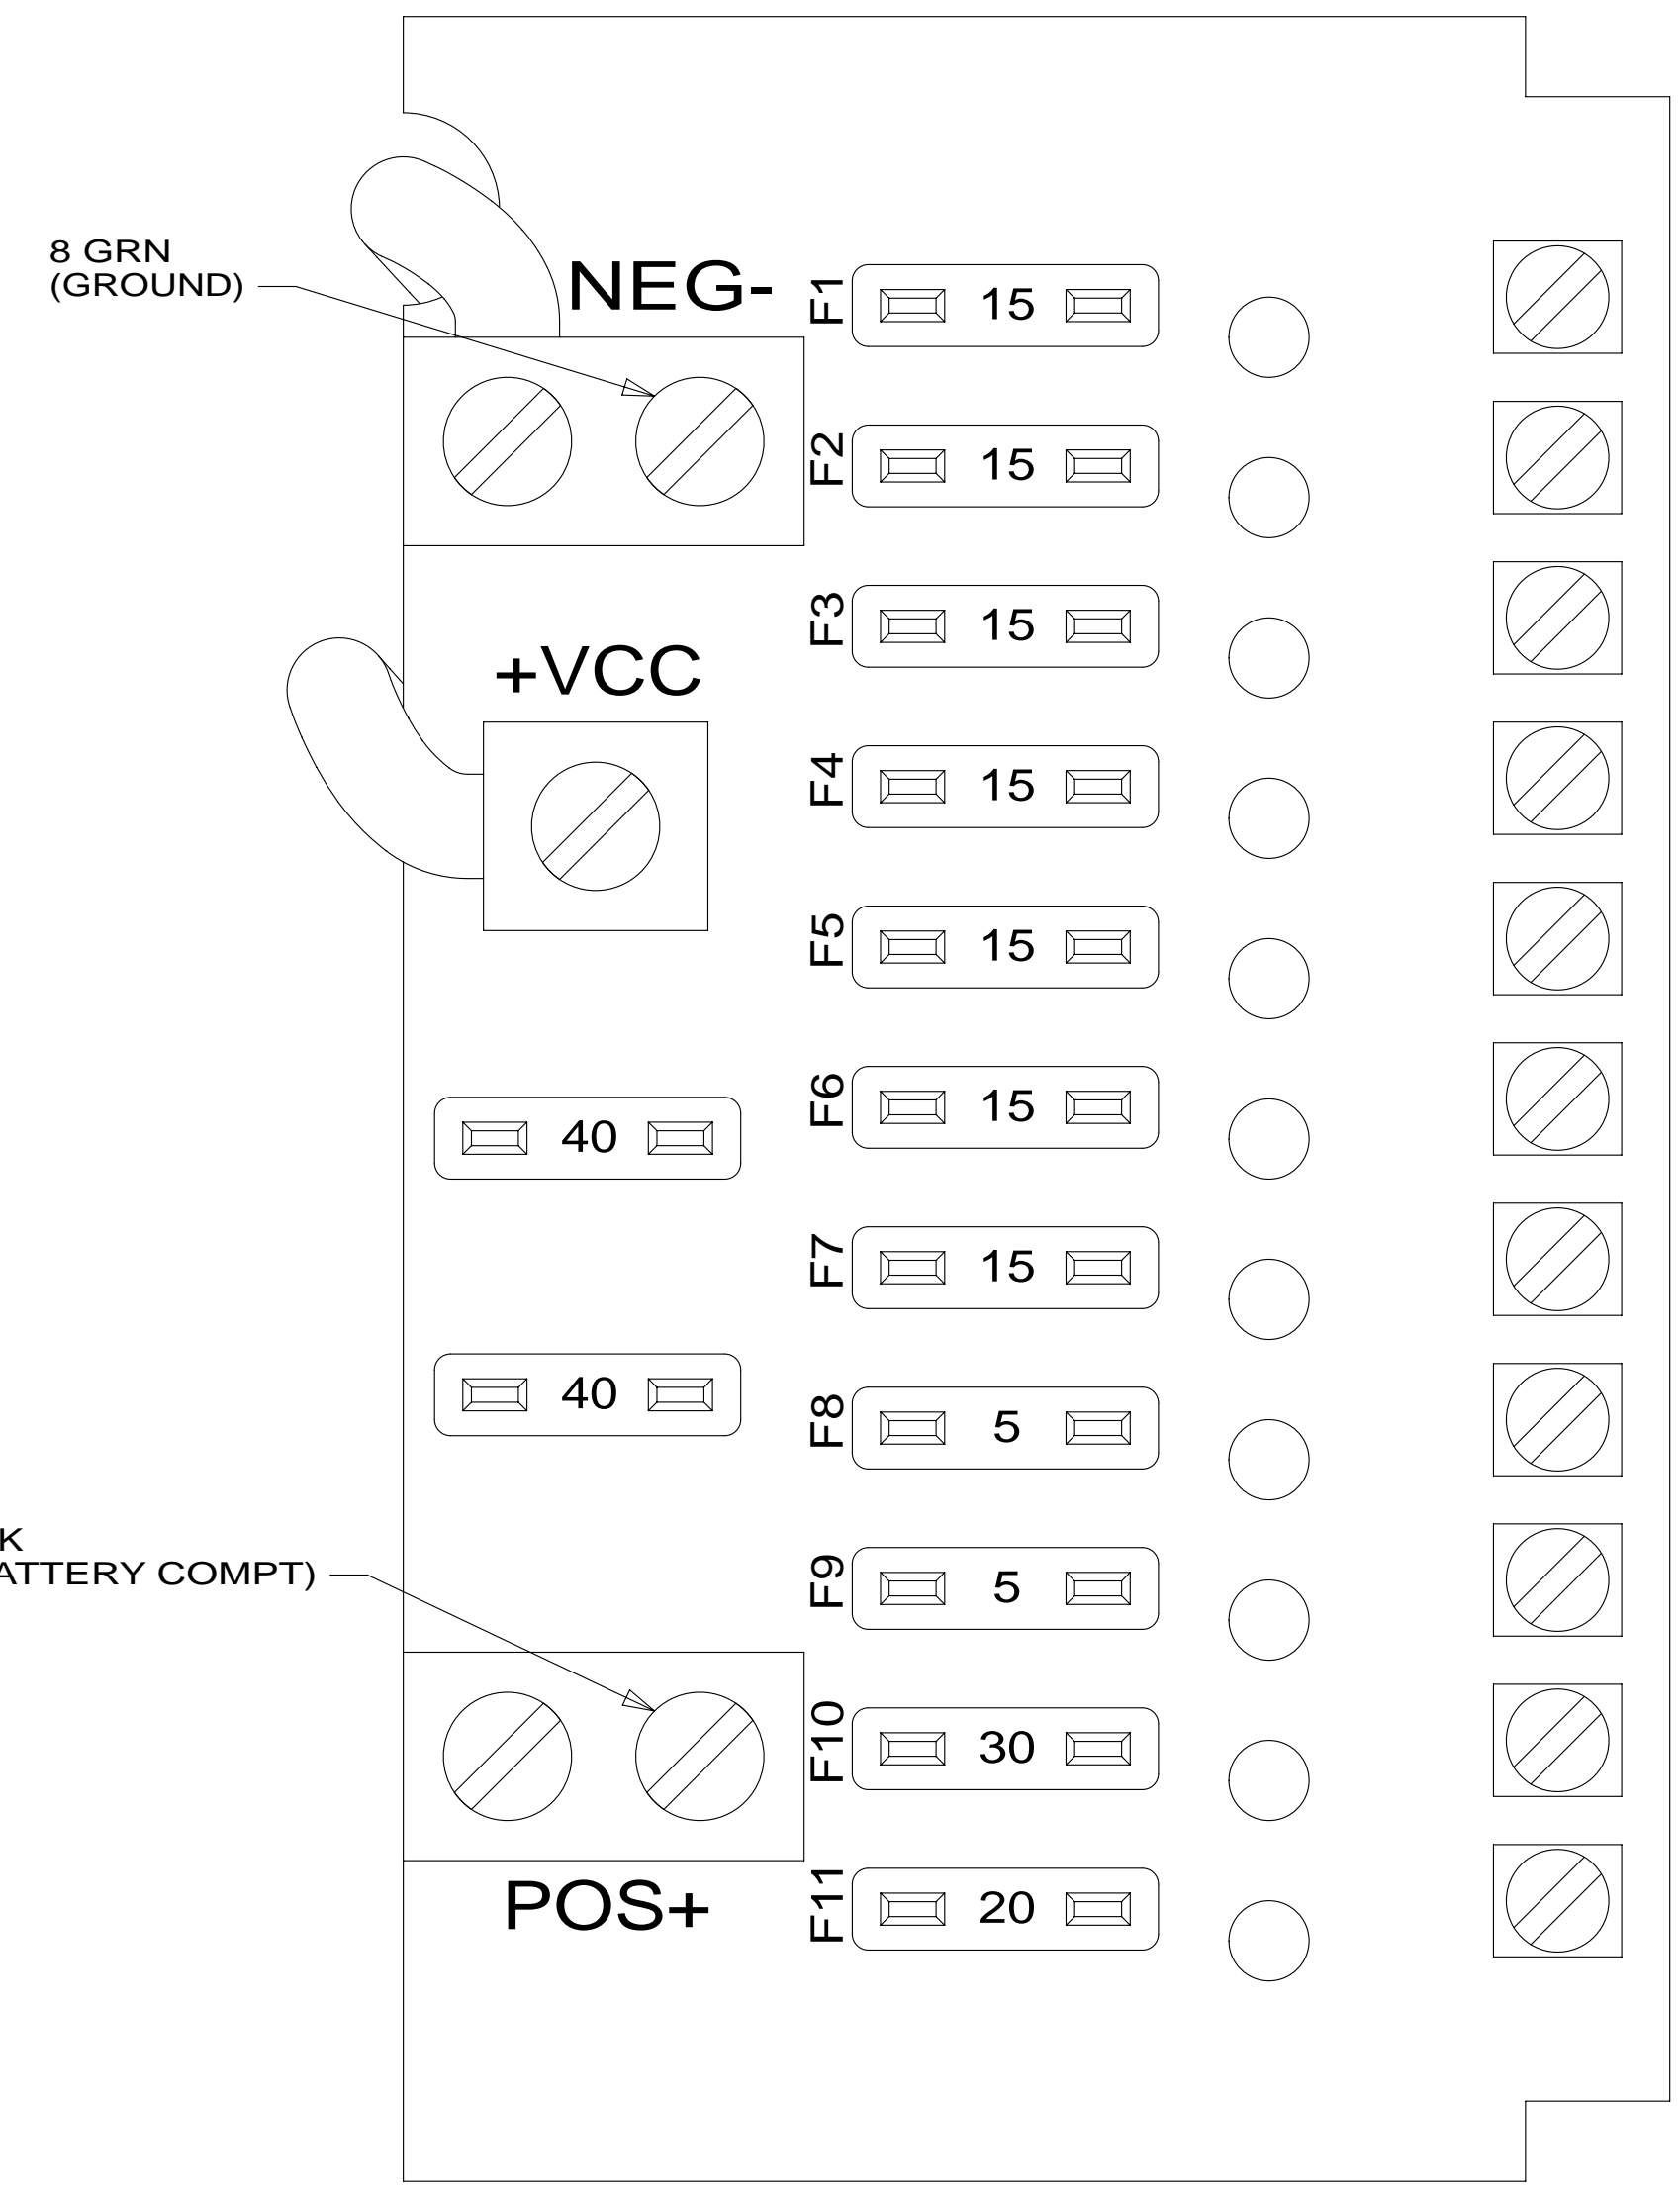 8 GRN
(GROUND)
NEG-
F1 15
F2 15
F3 15
+VCC
F4 15
F5 15
F6 15
40
F7 15
40
F8 5
K
ATTERY COMPT)
F9 5
F10 30
POS+
F11 20